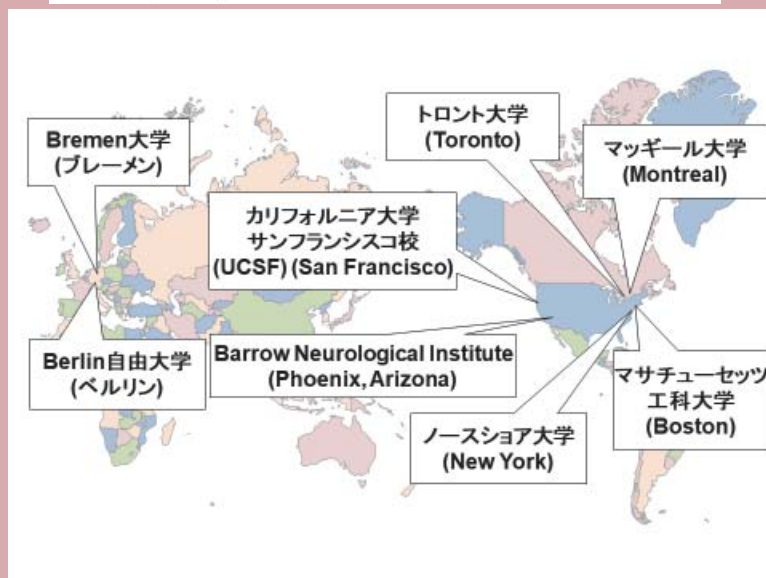 Bremen大学
(ブレーメン)
トロント大学
(Toronto)
マッギール大学
(Montreal)
カリフォルニア大学
サンフランシスコ校
(UCSF) (San Francisco)
Berlin自由大学
(ベルリン)
Barrow Neurological Institute
(Phoenix, Arizona)
マサチューセッツ
工科大学
(Boston)
ノースショア大学
(New York)